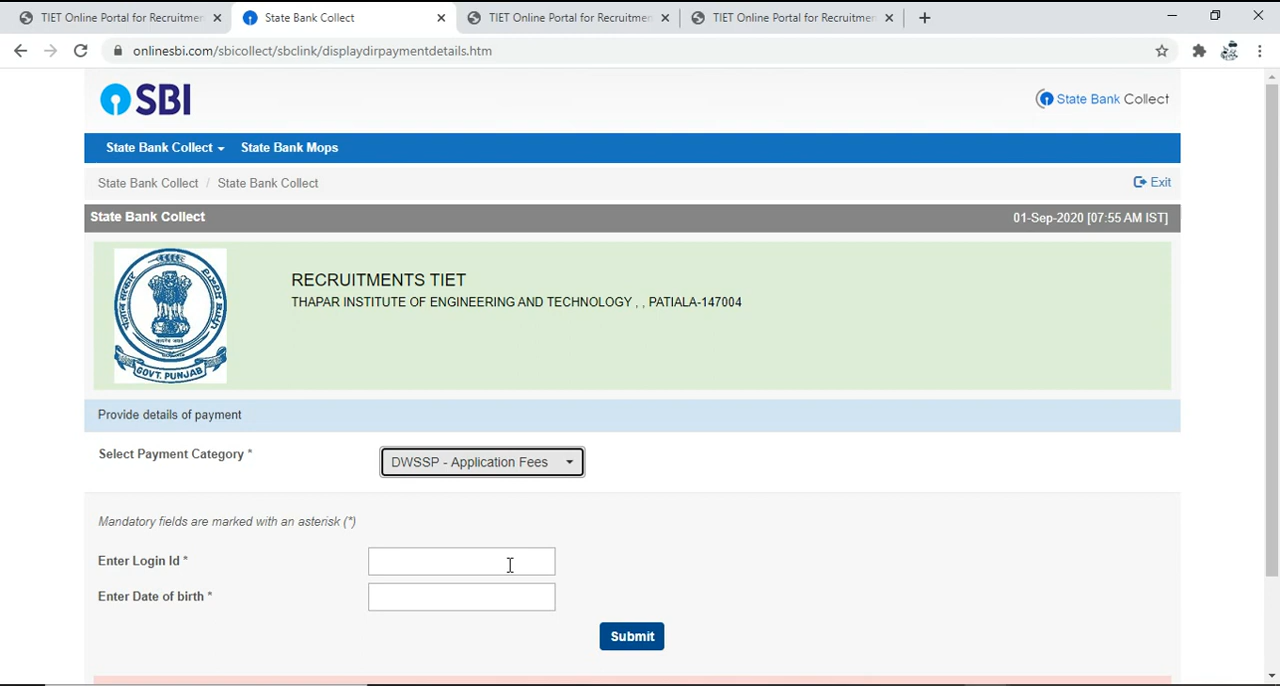 TIET Online Portal for Recruitmen
State Bank Collect
TIET Online Portal for Recruitmen
TIET Online Portal for Recruitmen
onlinesbi.com/sbicollect/sbclink/displaydirpaymentdetails.htm
SBI
State Bank Collect
State Bank Collect
State Bank Mops
State Bank Collect / State Bank Collect
Exit
State Bank Collect
01-Sep-2020 [07:55 AM IST]
RECRUITMENTS TIET
THAPAR INSTITUTE OF ENGINEERING AND TECHNOLOGY , , PATIALA-147004
GOVT. PUNJAB
Provide details of payment
Select Payment Category *
DWSSP - Application Fees
Mandatory fields are marked with an asterisk (*)
Enter Login Id *
Enter Date of birth *
Submit